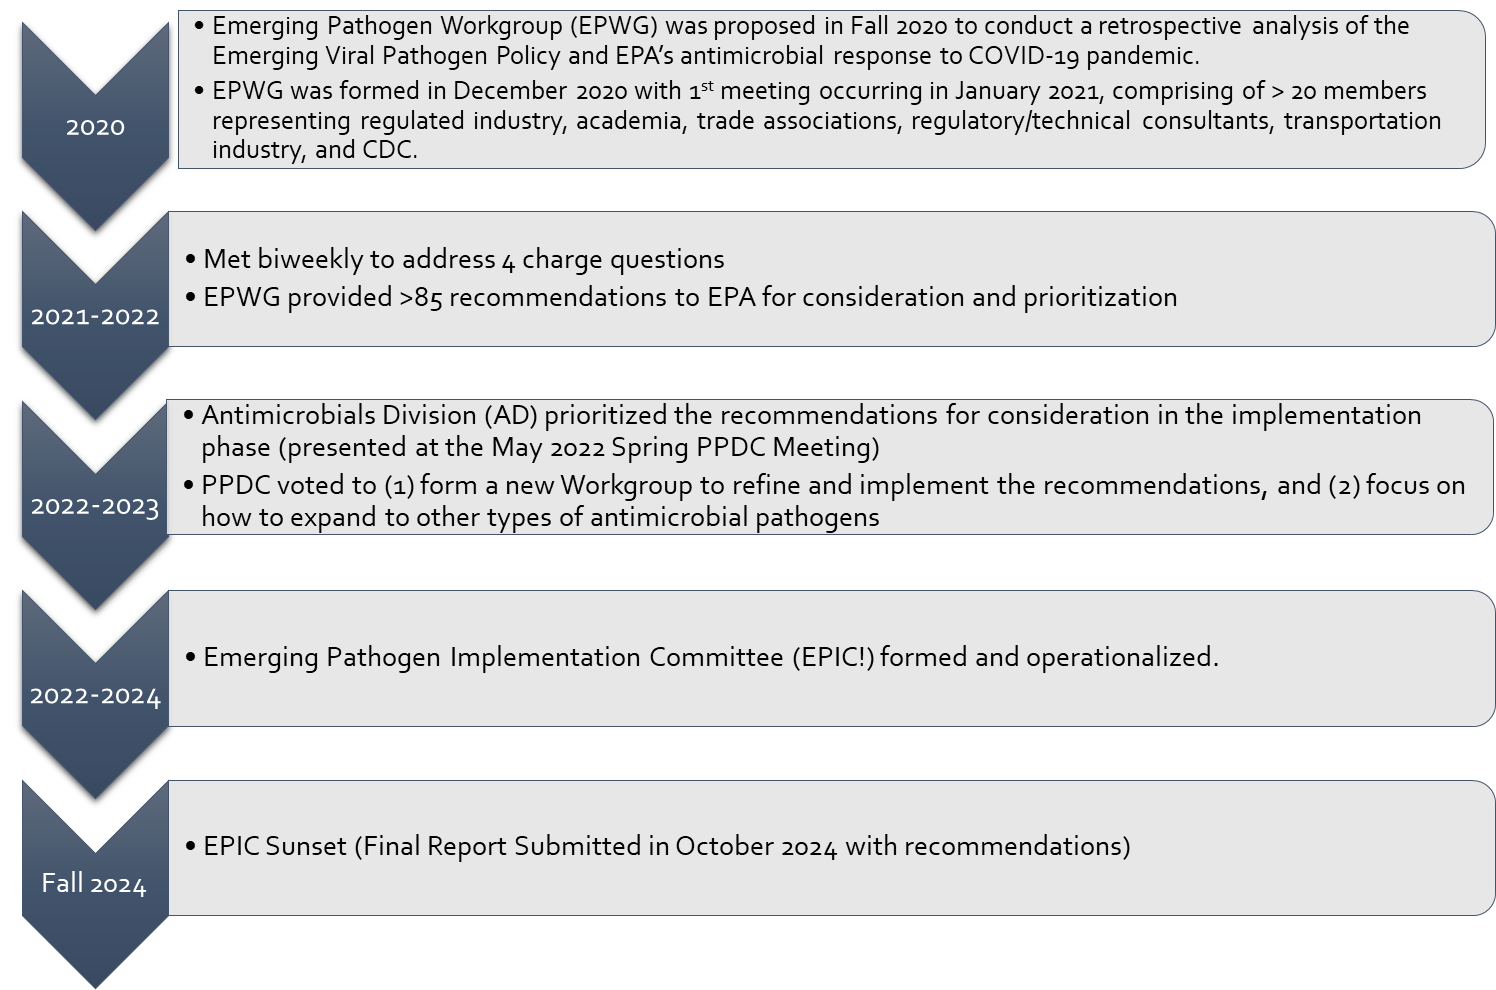 2020
• Emerging Pathogen Workgroup (EPWG) was proposed in Fall 2020 to conduct a retrospective analysis of the
Emerging Viral Pathogen Policy and EPA’s antimicrobial response to COVID-19 pandemic.
• EPWG was formed in December 2020 with 1st meeting occurring in January 2021, comprising of > 20 members
representing regulated industry, academia, trade associations, regulatory/technical consultants, transportation
industry, and CDC.
2021-2022
• Met biweekly to address 4 charge questions
• EPWG provided >85 recommendations to EPA for consideration and prioritization
2022-2023
• Antimicrobials Division (AD) prioritized the recommendations for consideration in the implementation
phase (presented at the May 2022 Spring PPDC Meeting)
• PPDC voted to (1) form a new Workgroup to refine and implement the recommendations, and (2) focus on
how to expand to other types of antimicrobial pathogens
2022-2024
• Emerging Pathogen Implementation Committee (EPIC!) formed and operationalized.
Fall 2024
• EPIC Sunset (Final Report Submitted in October 2024 with recommendations)